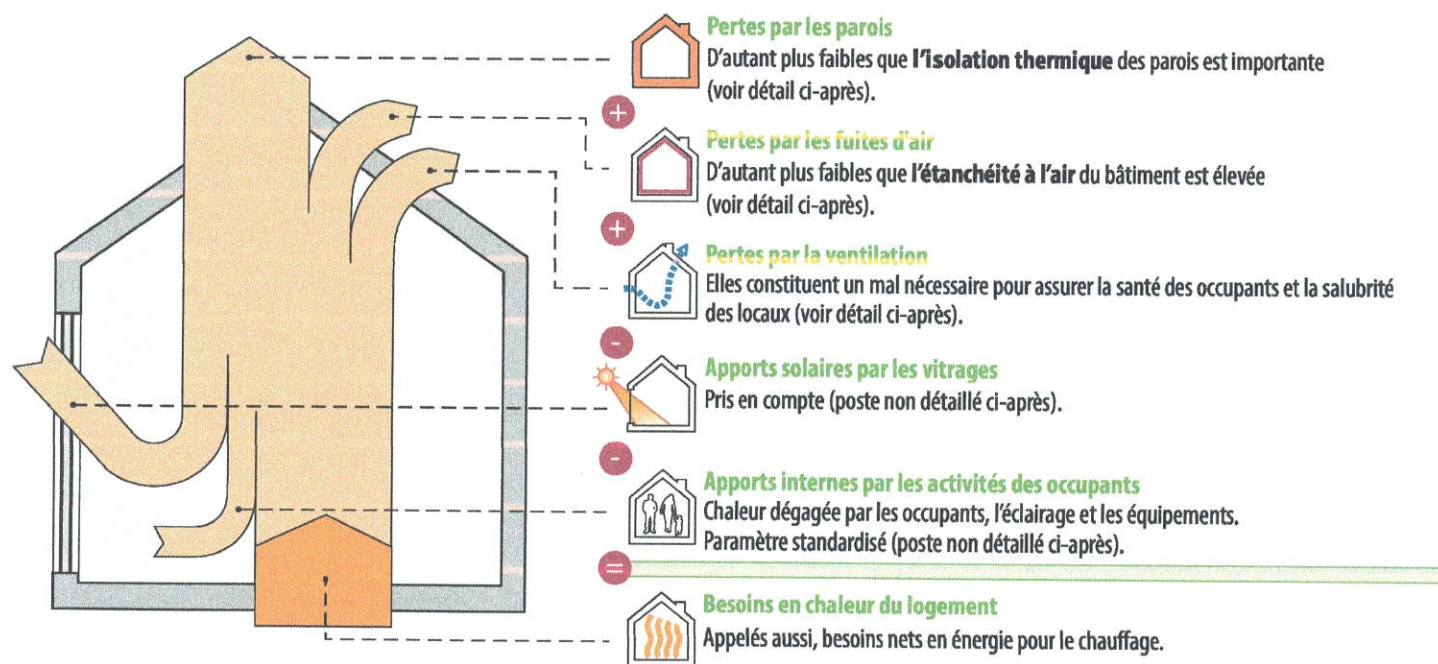 Pertes par les parois
D'autant plus faibles que l'isolation thermique des parois est importante
(voir détail ci-après).
+
Pertes par les fuites d'air
D'autant plus faibles que l'étanchéité à l'air du bâtiment est élevée
(voir détail ci-après).
+
Pertes par la ventilation
Elles constituent un mal nécessaire pour assurer la santé des occupants et la salubrité
des locaux (voir détail ci-après).
-
Apports solaires par les vitrages
Pris en compte (poste non détaillé ci-après).
-
Apports internes par les activités des occupants
Chaleur dégagée par les occupants, l'éclairage et les équipements.
Paramètre standardisé (poste non détaillé ci-après).
=
Besoins en chaleur du logement
Appelés aussi, besoins nets en énergie pour le chauffage.